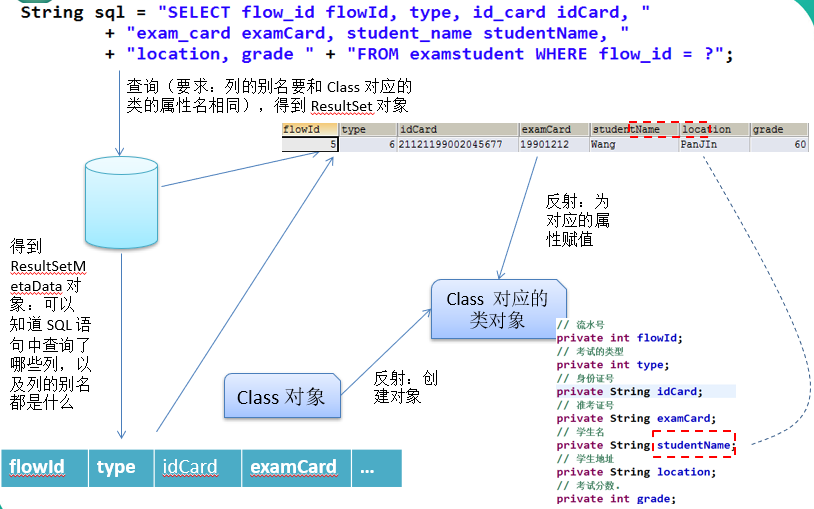 String sql = "SELECT flow_id flowId, type, id_card idCard, "
+ "exam_card examCard, student_name studentName, "
+ "location, grade " + "FROM examstudent WHERE flow_id = ?";
查询（要求：列的别名要和 Class 对应的
类的属性名相同），得到 ResultSet 对象
flowId type idCard examCard studentName location grade
5 6 21121199002045677 19901212 Wang PanJIn 60
反射：为
对应的属
性赋值
得到
ResultSetM
etaData 对
象：可以
知道 SQL 语
句中查询了
哪些列，以
及列的别名
都是什么
Class 对应的
类对象
Class 对象
反射：创
建对象
// 流水号
private int flowId;
// 考试的类型
private int type;
// 身份证号
private String idCard;
// 准考证号
private String examCard;
// 学生名
private String studentName;
// 学生地址
private String location;
// 考试分数.
private int grade;
flowId type idCard examCard ...